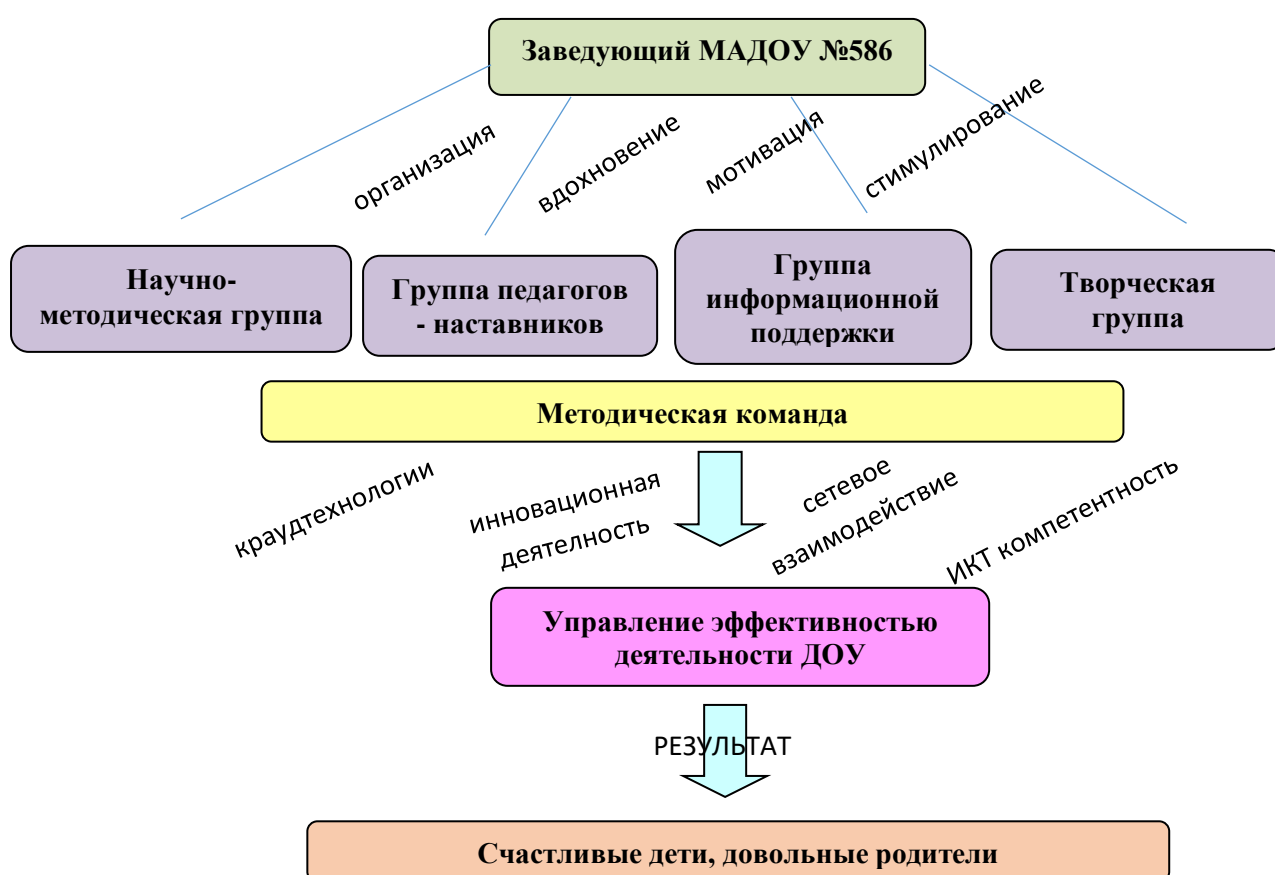 Заведующий МАДОУ №586
организация
вдохновение
мотивация
стимулирование
Научно-
методическая группа
Группа педагогов
- наставников
Группа
информационной
поддержки
Творческая
группа
Методическая команда
краудтехнологии
инновационная
деятелность
сетевое
взаимодействие
ИКТ компетентность
Управление эффективностью
деятельности ДОУ
РЕЗУЛЬТАТ
Счастливые дети, довольные родители